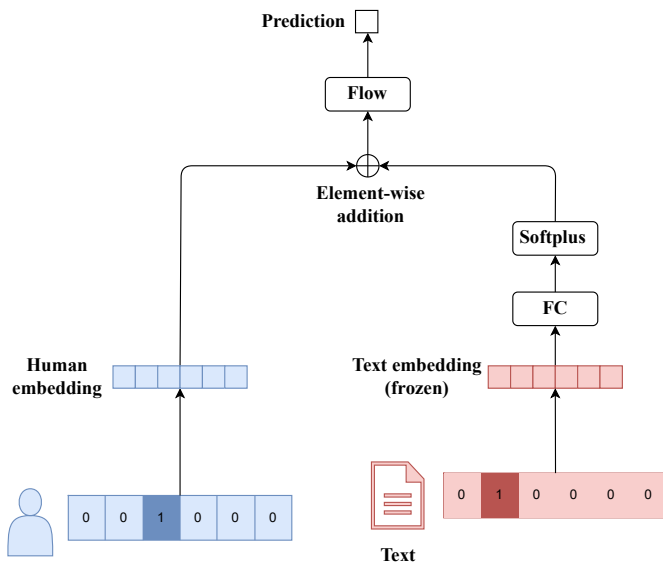 Prediction
Flow
Element-wise
addition
Softplus
FC
Human
embedding
Text embedding
(frozen)
0 0 1 0 0 0
0 1 0 0 0 0
Text